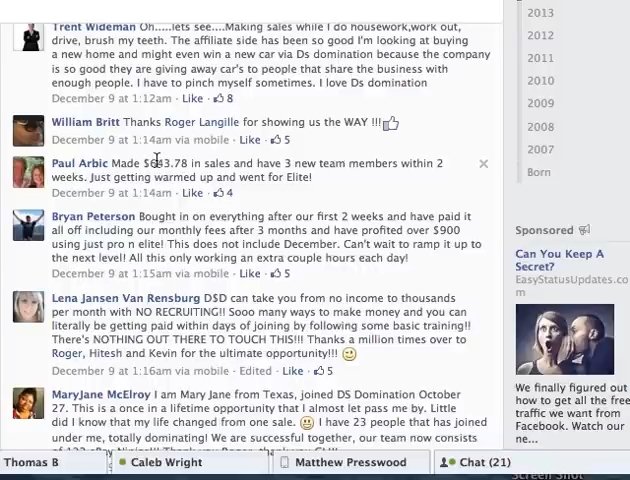 Trent Wideman Oh.....lets see....Making sales while I do housework,work out,
drive, brush my teeth. The affiliate side has been so good I'm looking at buying
a new home and might even win a new car via Ds domination because the company
is so good they are giving away car's to people that share the business with
enough people. I have to pinch myself sometimes. I love Ds domination
December 9 at 1:12am · Like · 8
William Britt Thanks Roger Langille for showing us the WAY !!!
December 9 at 1:14am via mobile · Like · 5
Paul Arbic Made $643.78 in sales and have 3 new team members within 2
weeks. Just getting warmed up and went for Elite!
December 9 at 1:14am · Like · 4
Bryan Peterson Bought in on everything after our first 2 weeks and have paid it
all off including our monthly fees after 3 months and have profited over $900
using just pro n elite! This does not include December. Can't wait to ramp it up to
the next level! All this only working an extra couple hours each day!
December 9 at 1:15am via mobile · Like · 5
Lena Jansen Van Rensburg DSD can take you from no income to thousands
per month with NO RECRUITING!! Sooo many ways to make money and you can
literally be getting paid within days of joining by following some basic training!!
There's NOTHING OUT THERE TO TOUCH THIS!!! Thanks a million times over to
Roger, Hitesh and Kevin for the ultimate opportunity!!!
December 9 at 1:16am via mobile · Edited · Like · 5
MaryJane McElroy I am Mary Jane from Texas, joined DS Domination October
27. This is a once in a lifetime opportunity that I almost let pass me by. Little
did I know that my life changed from one sale. I have 23 people that has joined
under me, totally dominating! We are successful together, our team now consists
2013
2012
2011
2010
2009
2008
2007
Born
Sponsored
Can You Keep A
Secret?
EasyStatusUpdates.co
m
We finally figured out
how to get all the free
traffic we want from
Facebook. Watch our
ne...
Thomas B
Caleb Wright
Matthew Presswood
Chat (21)
Screen Shot